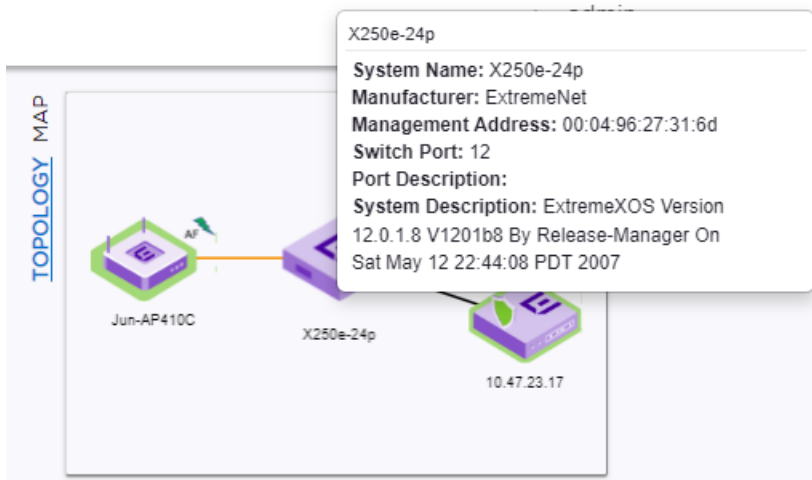 X250e-24p
System Name: X250e-24p
Manufacturer: ExtremeNet
Management Address: 00:04:96:27:31:6d
Switch Port: 12
Port Description:
System Description: ExtremeXOS Version
12.0.1.8 V1201b8 By Release-Manager On
Sat May 12 22:44:08 PDT 2007
TOPOLOGY MAP
AF
Jun-AP410C
X250e-24p
10.47.23.17